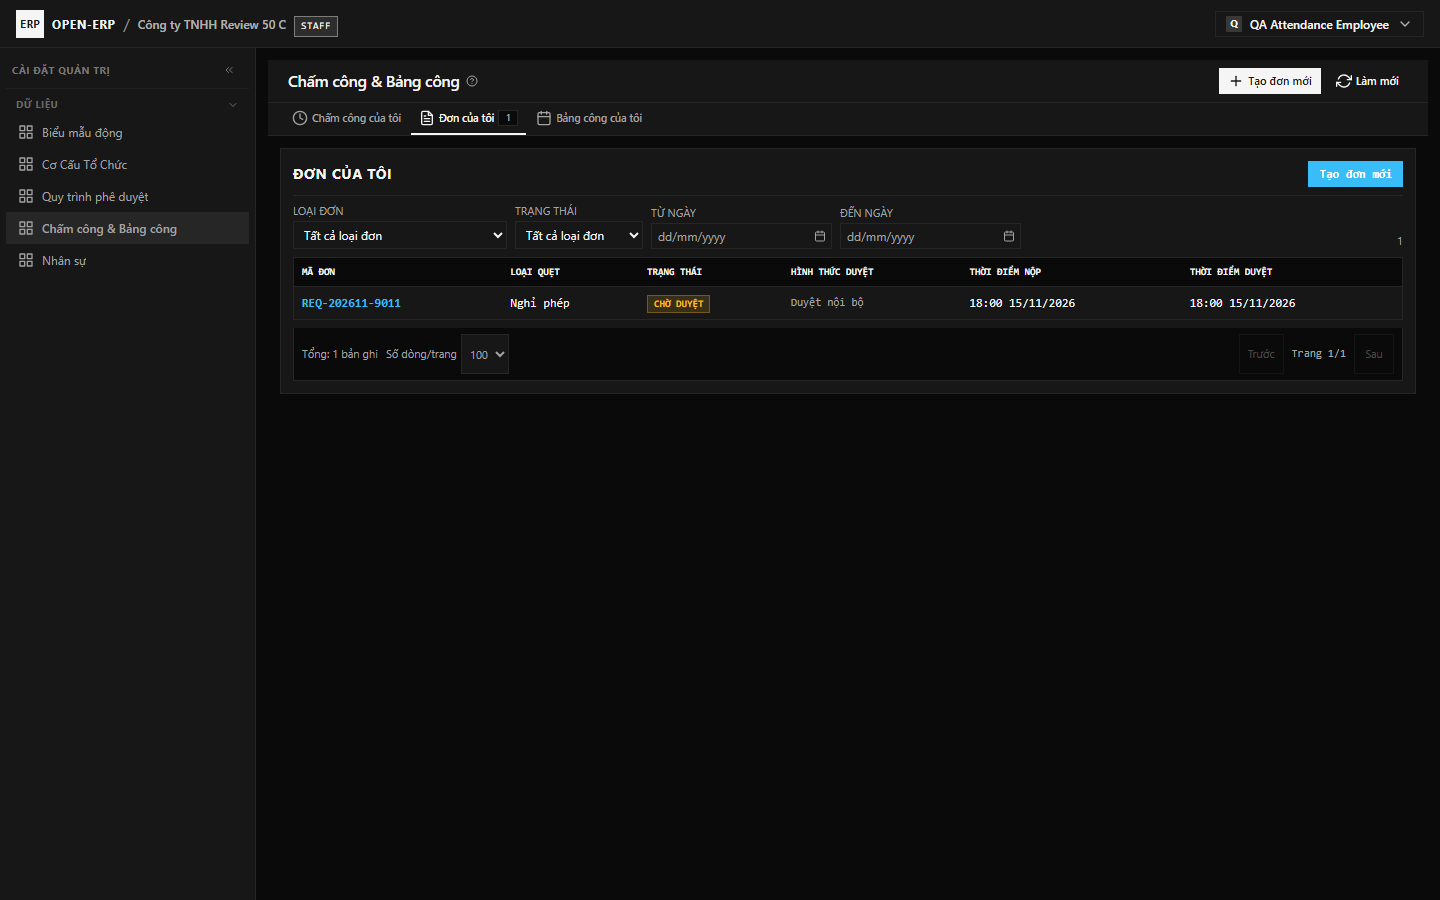 ERP OPEN-ERP / Công ty TNHH Review 50 C STAFF
Q QA Attendance Employee
CÀI ĐẶT QUẢN TRỊ
DỮ LIỆU
Biểu mẫu động
Cơ Cấu Tổ Chức
Quy trình phê duyệt
Chấm công & Bảng công
Nhân sự
Chấm công & Bảng công
Tạo đơn mới
Làm mới
Chấm công của tôi
Đơn của tôi 1
Bảng công của tôi
ĐƠN CỦA TÔI
Tạo đơn mới
LOẠI ĐƠN TRẠNG THÁI TỪ NGÀY ĐẾN NGÀY
Tất cả loại đơn Tất cả loại đơn dd/mm/yyyy dd/mm/yyyy
1
MÃ ĐƠN LOẠI QUẸT TRẠNG THÁI HÌNH THỨC DUYỆT THỜI ĐIỂM NỘP THỜI ĐIỂM DUYỆT
REQ-202611-9011 Nghỉ phép CHỜ DUYỆT Duyệt nội bộ 18:00 15/11/2026 18:00 15/11/2026
Tổng: 1 bản ghi Số dòng/trang 100
Trước Trang 1/1 Sau